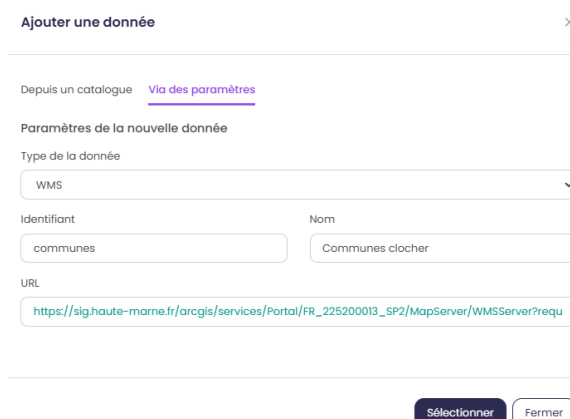 Ajouter une donnée
Depuis un catalogue Via des paramètres
Paramètres de la nouvelle donnée
Type de la donnée
WMS
Identifiant Nom
communes Communes clocher
URL
https://sig.haute-marne.fr/arcgis/services/Portal/FR_225200013_SP2/MapServer/WMSServer?requ
Sélectionner Fermer